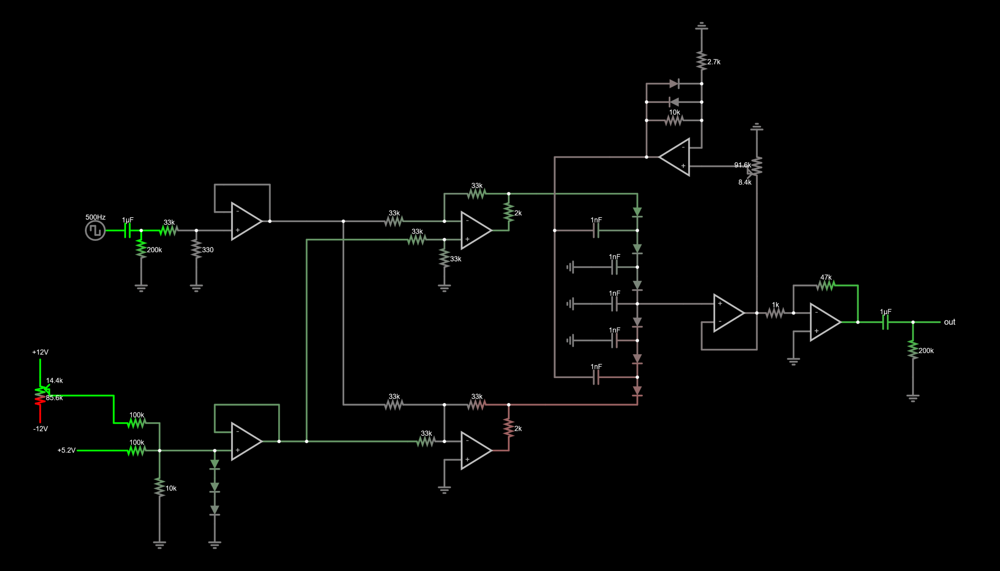 2.7k
10k
91.6k
8.4k
-
+
500Hz
1µF
33k
200k
330
-
+
33k
33k
33k
33k
2k
-
+
1nF
1nF
1nF
1nF
1nF
+
-
1k
47k
-
+
1µF
out
200k
+12V
14.4k
85.6k
-12V
100k
100k
+5.2V
10k
-
+
33k
33k
33k
2k
-
+